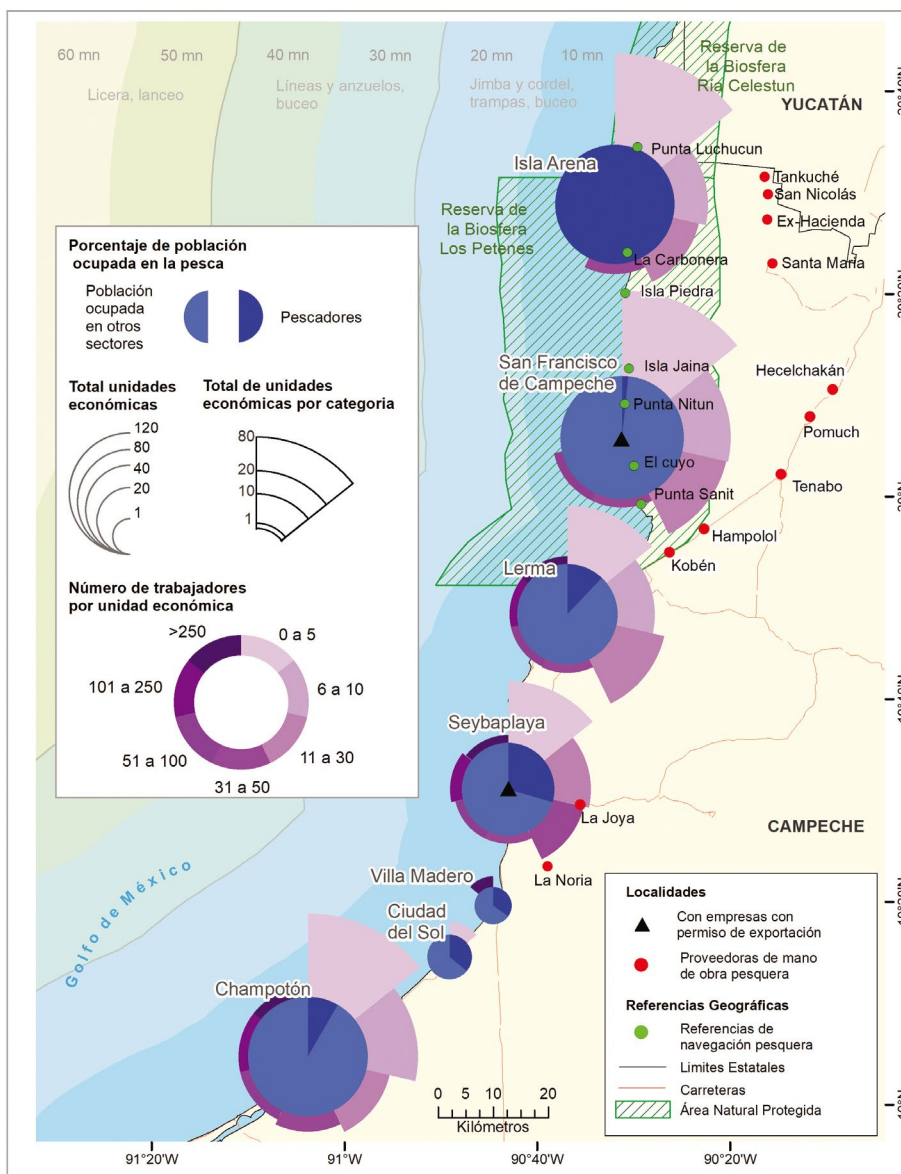 60 mn
50 mn
40 mn
30 mn
20 mn
10 mn
Licera, lanceo
Líneas y anzuelos,
buceo
Jimba y cordel,
trampas, buceo
Reserva de
la Biosfera
Ría Celestun
YUCATÁN
20°40'N
Punta Luchucun
Isla Arena
Tankuché
San Nicolás
Ex-Hacienda
Santa María
Reserva de
la Biosfera
Los Petenes
La Carbonera
Isla Piedra
20°20'N
Porcentaje de población
ocupada en la pesca
Población
ocupada
en otros
sectores
Pescadores
Total unidades
económicas
120
80
40
20
1
Total de unidades
económicas por categoria
80
20
10
1
Número de trabajadores
por unidad económica
>250
0 a 5
101 a 250
6 a 10
51 a 100
11 a 30
31 a 50
San Francisco
de Campeche
Isla Jaina
Punta Nitun
El cuyo
Punta Sanit
Hecelchakán
Pomuch
Tenabo
Hampolol
Kobén
20°N
Lerma
Seybaplaya
La Joya
La Noria
CAMPECHE
Villa Madero
Ciudad
del Sol
Champotón
Golfo de México
0 5 10 20
Kilómetros
Localidades
Con empresas con
permiso de exportación
Proveedoras de mano
de obra pesquera
Referencias Geográficas
Referencias de
navegación pesquera
Limites Estatales
Carreteras
Área Natural Protegida
91°20'W
91°W
90°40'W
90°20'W